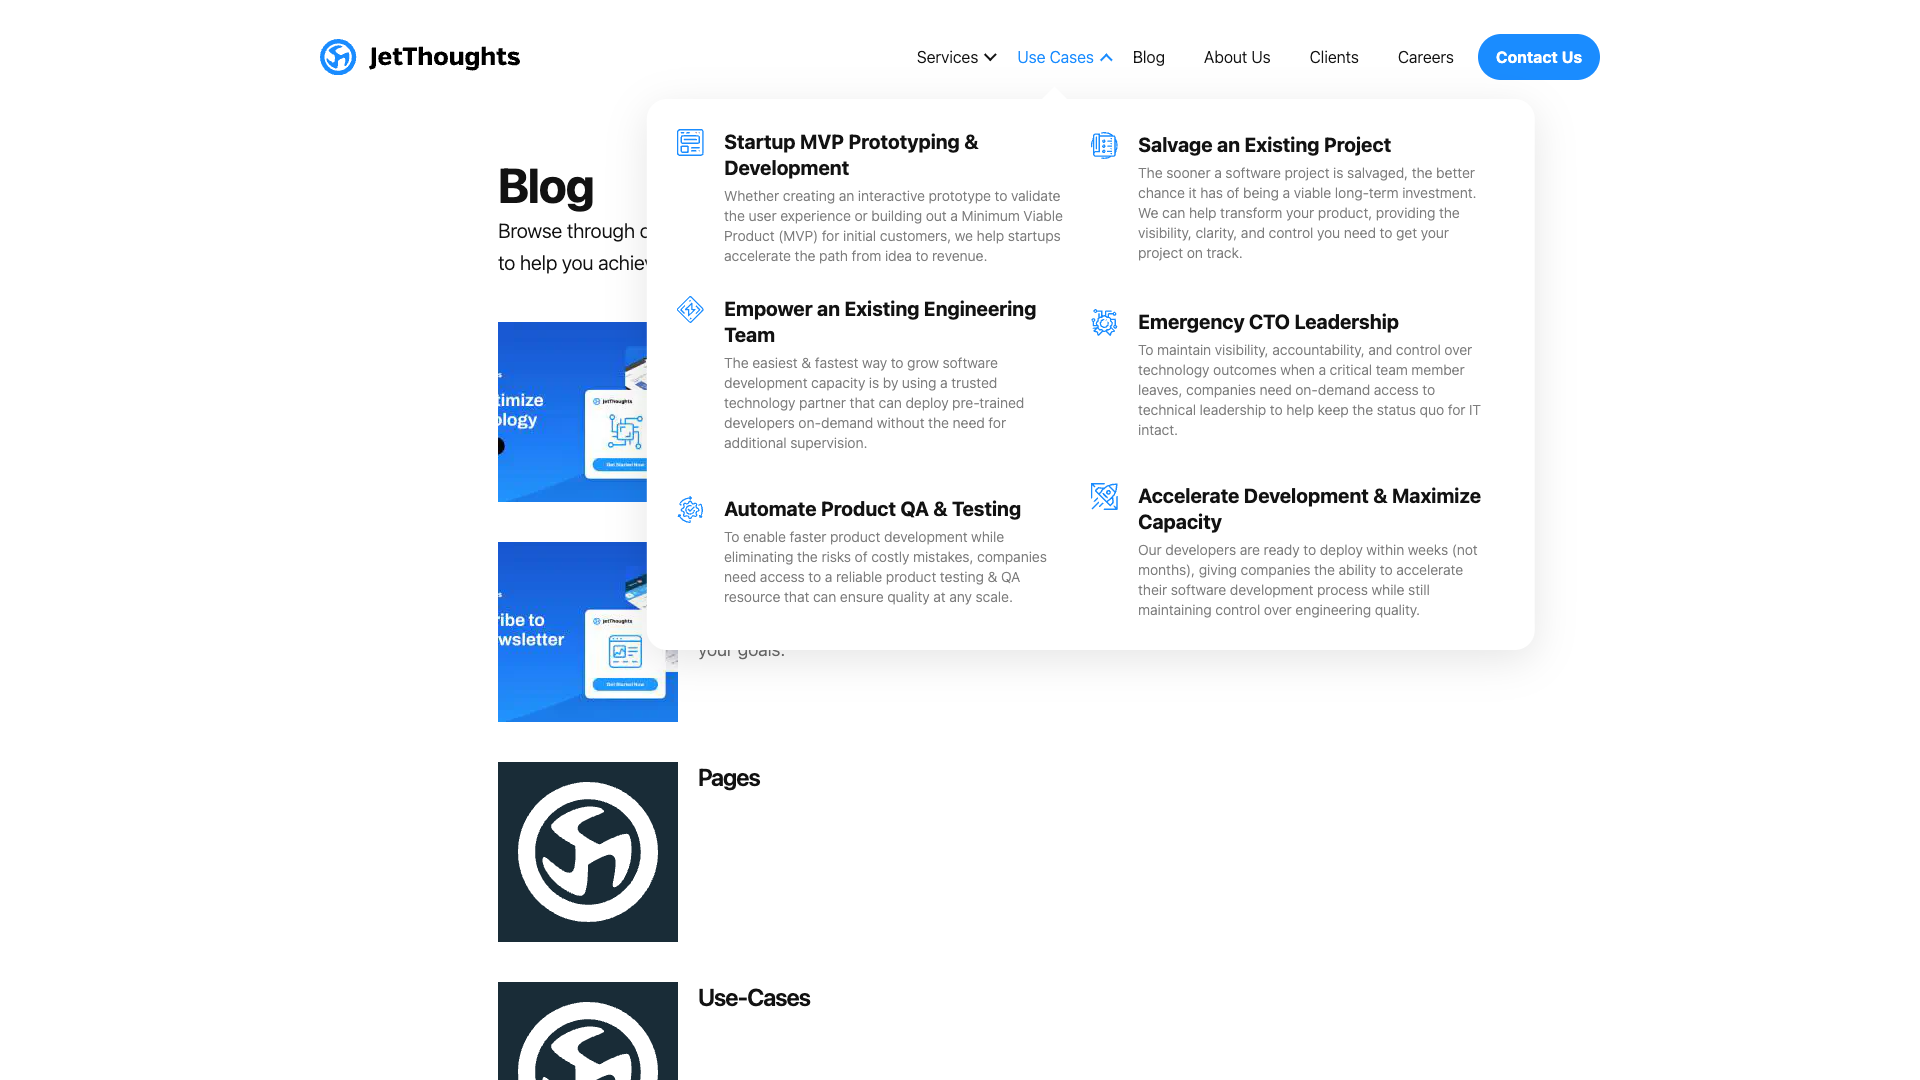 JetThoughts
Services
Use Cases
Blog
About Us
Clients
Careers
Contact Us
Blog
Browse through
to help you
Startup MVP Prototyping &
Development
Whether creating an interactive prototype to validate
the user experience or building out a Minimum Viable
Product (MVP) for initial customers, we help startups
accelerate the path from idea to revenue.
Empower an Existing Engineering
Team
The easiest & fastest way to grow software
development capacity is by using a trusted
technology partner that can deploy pre-trained
developers on-demand without the need for
additional supervision.
Automate Product QA & Testing
To enable faster product development while
eliminating the risks of costly mistakes, companies
need access to a reliable product testing & QA
resource that can ensure quality at any scale.
Salvage an Existing Project
The sooner a software project is salvaged, the better
chance it has of being a viable long-term investment.
We can help transform your product, providing the
visibility, clarity, and control you need to get your
project on track.
Emergency CTO Leadership
To maintain visibility, accountability, and control over
technology outcomes when a critical team member
leaves, companies need on-demand access to
technical leadership to help keep the status quo for IT
intact.
Accelerate Development & Maximize
Capacity
Our developers are ready to deploy within weeks (not
months), giving companies the ability to accelerate
their software development process while still
maintaining control over engineering quality.
JetThoughts
Get Started Now
ribe to
wsletter
JetThoughts
Get Started Now
your goals.
Pages
Use-Cases